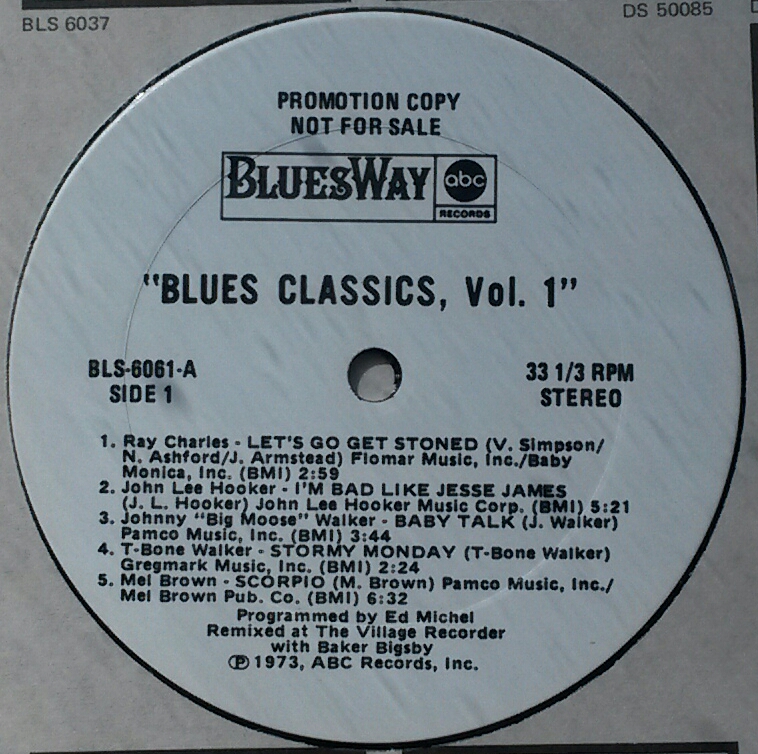 BLS 6037
DS 50085
PROMOTION COPY
NOT FOR SALE
BLUESWAY abc
RECORDS
"BLUES CLASSICS, Vol. 1"
BLS-6061-A
SIDE 1
33 1/3 RPM
STEREO
1. Ray Charles - LET'S GO GET STONED (V. Simpson/
N. Ashford/J. Armstead) Flomar Music, Inc./Baby
Monica, Inc. (BMI) 2:59
2. John Lee Hooker - I'M BAD LIKE JESSE JAMES
(J. L. Hooker) John Lee Hooker Music Corp. (BMI) 5:21
3. Johnny "Big Moose" Walker - BABY TALK (J. Walker)
Pamco Music, Inc. (BMI) 3:44
4. T-Bone Walker - STORMY MONDAY (T-Bone Walker)
Gregmark Music, Inc. (BMI) 2:24
5. Mel Brown - SCORPIO (M. Brown) Pamco Music, Inc./
Mel Brown Pub. Co. (BMI) 6:32
Programmed by Ed Michel
Remixed at The Village Recorder
with Baker Bigsby
℗1973, ABC Records, Inc.